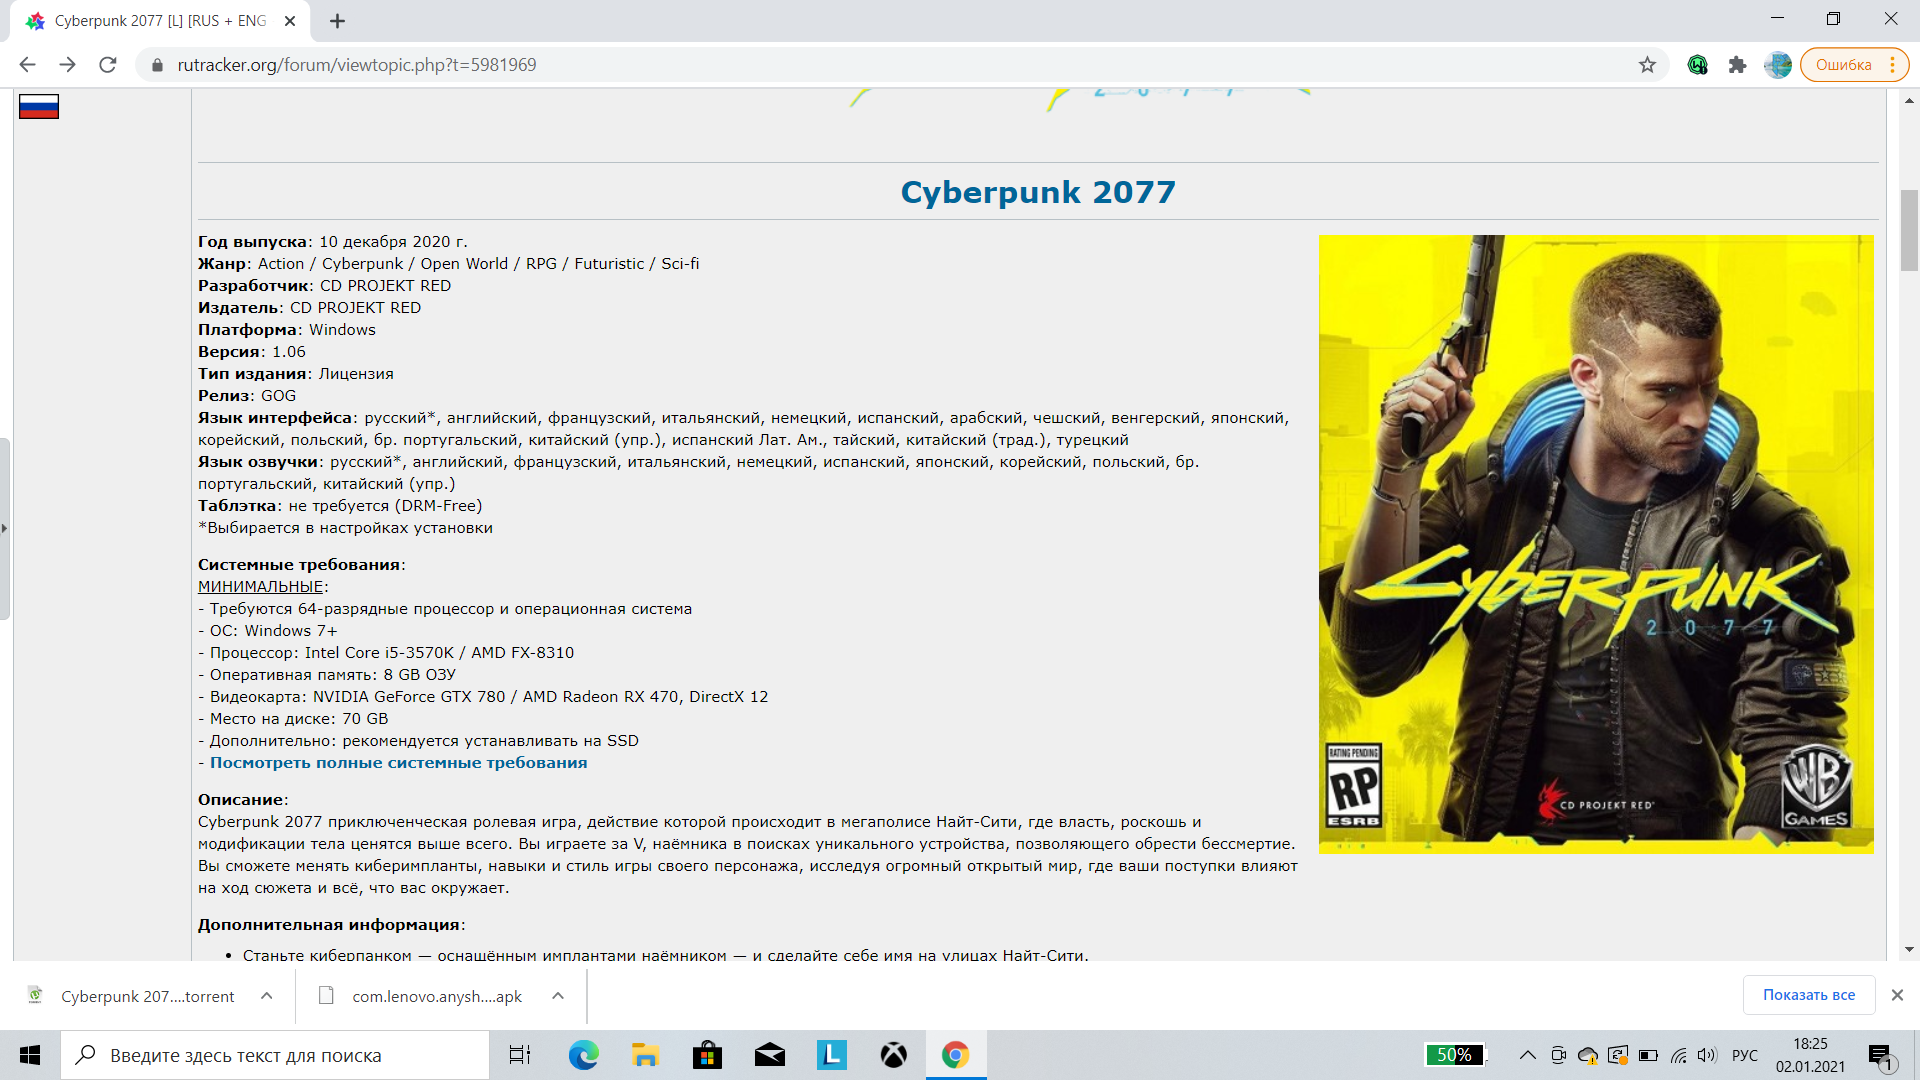 Cyberpunk 2077 [L] [RUS + ENG
rutracker.org/forum/viewtopic.php?t=5981969
Ошибка
2077
Cyberpunk 2077
Год выпуска: 10 декабря 2020 г.
Жанр: Action / Cyberpunk / Open World / RPG / Futuristic / Sci-fi
Разработчик: CD PROJEKT RED
Издатель: CD PROJEKT RED
Платформа: Windows
Версия: 1.06
Тип издания: Лицензия
Релиз: GOG
Язык интерфейса: русский*, английский, французский, итальянский, немецкий, испанский, арабский, чешский, венгерский, японский,
корейский, польский, бр. португальский, китайский (упр.), испанский Лат. Ам., тайский, китайский (трад.), турецкий
Язык озвучки: русский*, английский, французский, итальянский, немецкий, испанский, японский, корейский, польский, бр.
португальский, китайский (упр.)
Таблэтка: не требуется (DRM-Free)
*Выбирается в настройках установки
Системные требования:
МИНИМАЛЬНЫЕ:
- Требуются 64-разрядные процессор и операционная система
- ОС: Windows 7+
- Процессор: Intel Core i5-3570K / AMD FX-8310
- Оперативная память: 8 GB ОЗУ
- Видеокарта: NVIDIA GeForce GTX 780 / AMD Radeon RX 470, DirectX 12
- Место на диске: 70 GB
- Дополнительно: рекомендуется устанавливать на SSD
- Посмотреть полные системные требования
Описание:
Cyberpunk 2077 приключенческая ролевая игра, действие которой происходит в мегаполисе Найт-Сити, где власть, роскошь и
модификации тела ценятся выше всего. Вы играете за V, наёмника в поисках уникального устройства, позволяющего обрести бессмертие.
Вы сможете менять киберимпланты, навыки и стиль игры своего персонажа, исследуя огромный открытый мир, где ваши поступки влияют
на ход сюжета и всё, что вас окружает.
Дополнительная информация:
• Станьте киберпанком — оснащённым имплантами наёмником — и сделайте себе имя на улицах Найт-Сити.
CYBERPUNK
2077
RATING PENDING
RP
ESRB
CD PROJEKT RED
WB
GAMES
Cyberpunk 207....torrent
com.lenovo.anysh....apk
Показать все
Введите здесь текст для поиска
L
50%
РУС
18:25
02.01.2021
1